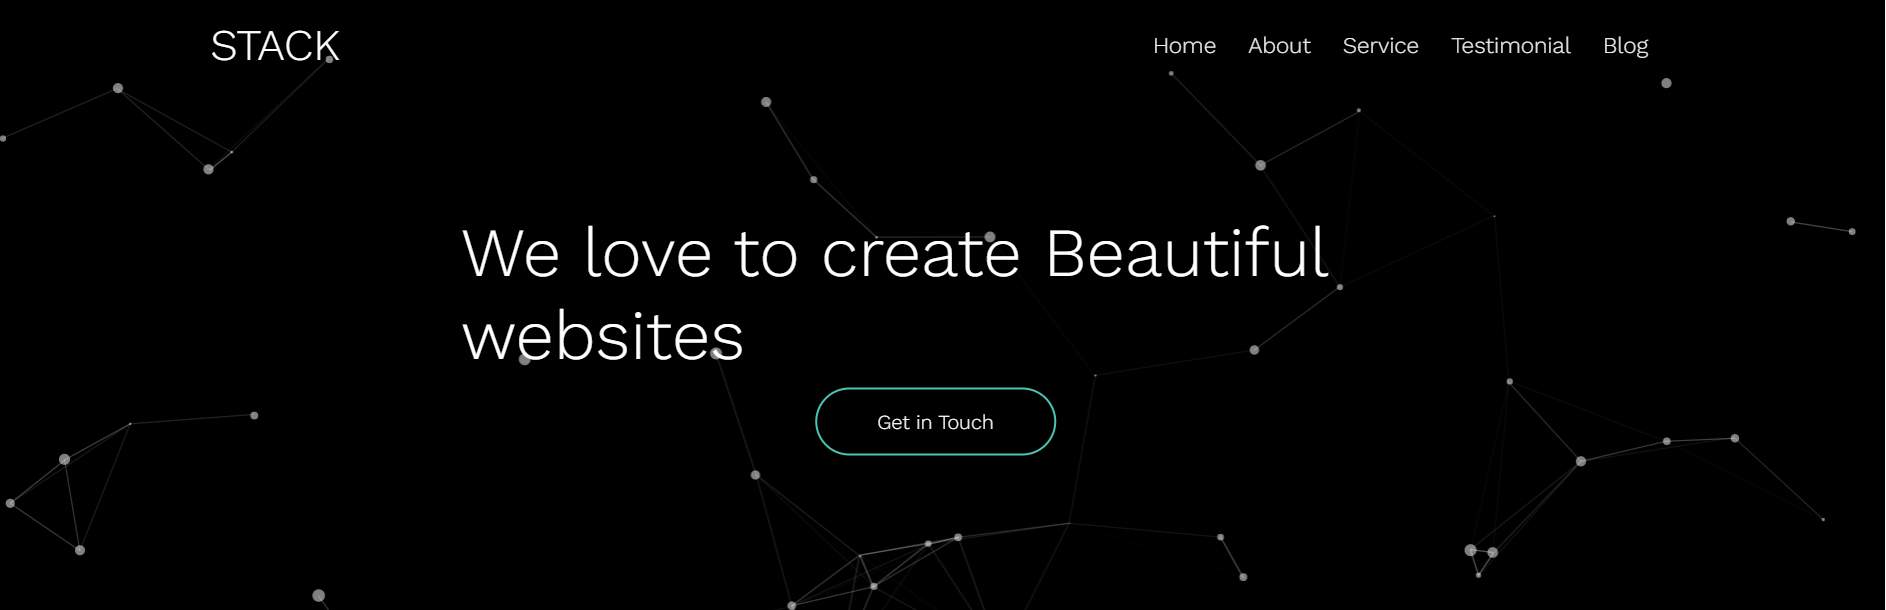 STACK
Home About Service Testimonial Blog
We love to create Beautiful
websites
Get in Touch